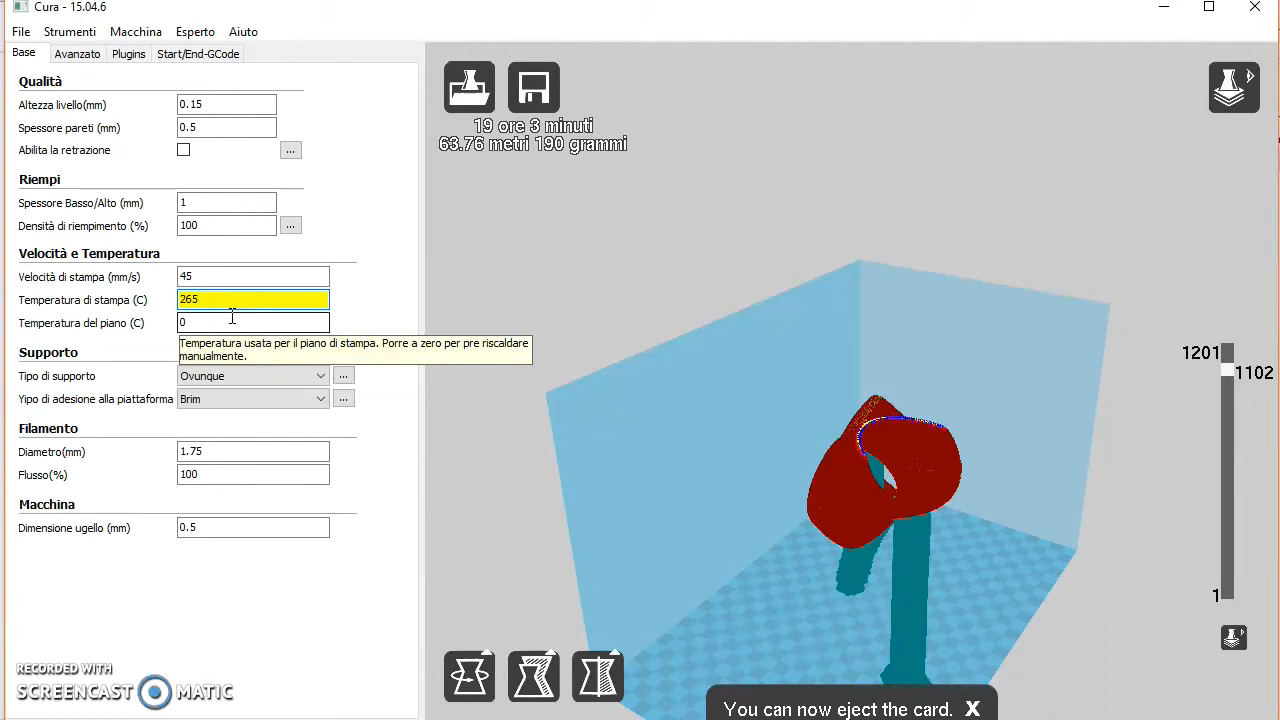 Cura - 15.04.6
File Strumenti Macchina Esperto Aiuto
Base Avanzato Plugins Start/End-GCode
Qualità
Altezza livello(mm) 0.15
Spessore pareti (mm) 0.5
Abilita la retrazione ...
Riempi
Spessore Basso/Alto (mm) 1
Densità di riempimento (%) 100 ...
Velocità e Temperatura
Velocità di stampa (mm/s) 45
Temperatura di stampa (C) 265
Temperatura del piano (C) 0
Temperatura usata per il piano di stampa. Porre a zero per pre riscaldare
manualmente.
Supporto
Tipo di supporto Ovunque ...
Yipo di adesione alla piattaforma Brim ...
Filamento
Diametro(mm) 1.75
Flusso(%) 100
Macchina
Dimensione ugello (mm) 0.5
RECORDED WITH
SCREENCAST MATIC
19 ore 3 minuti
63.76 metri 190 grammi
1201
1102
1
You can now eject the card. X